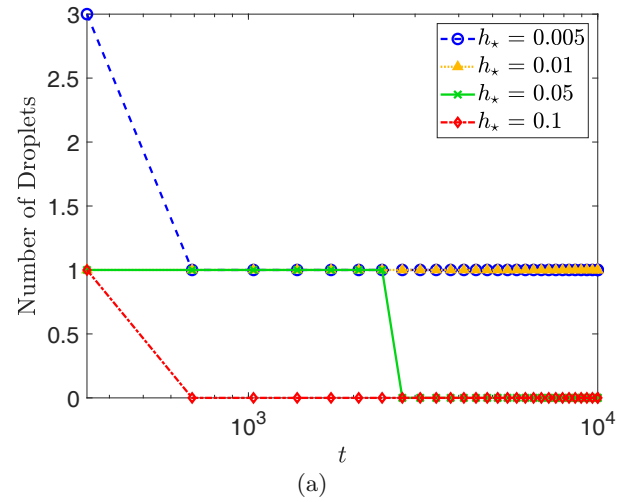 3
2.5
2
1.5
1
0.5
0
Number of Droplets
h⋆ = 0.005
h⋆ = 0.01
h⋆ = 0.05
h⋆ = 0.1
10³
10⁴
t
(a)